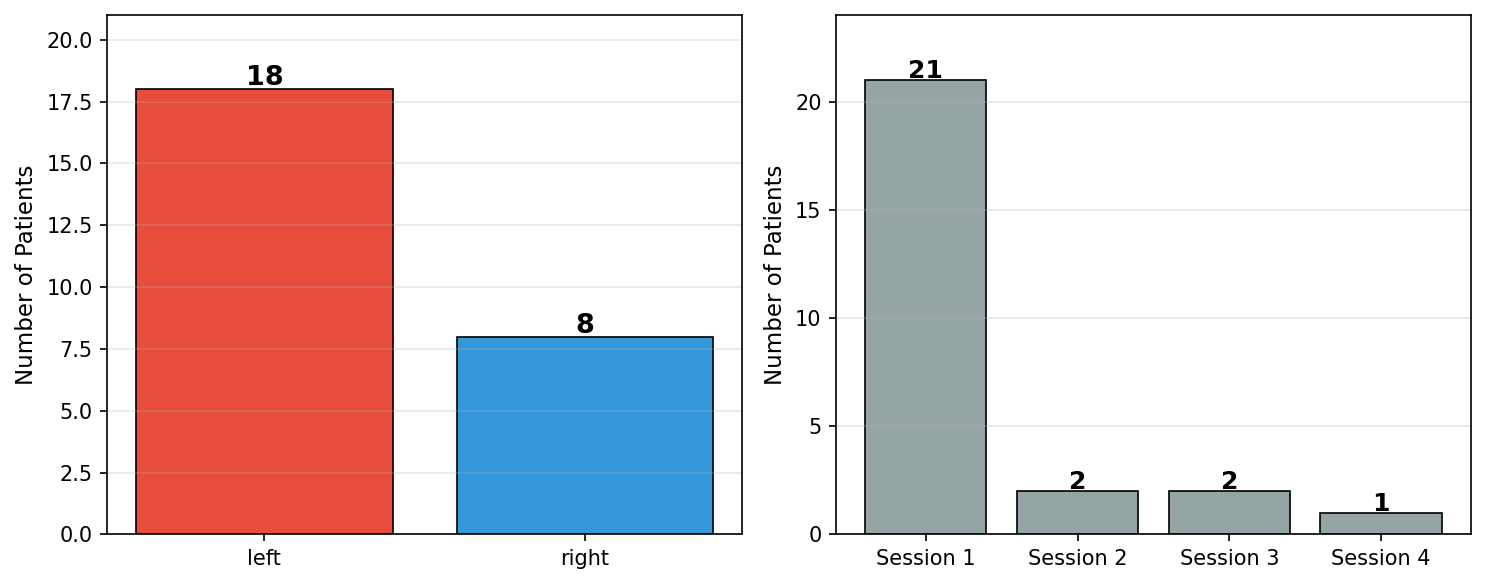 Number of Patients
20.0
17.5
15.0
12.5
10.0
7.5
5.0
2.5
0.0
18
8
left
right
Number of Patients
20
15
10
5
0
21
2
2
1
Session 1
Session 2
Session 3
Session 4